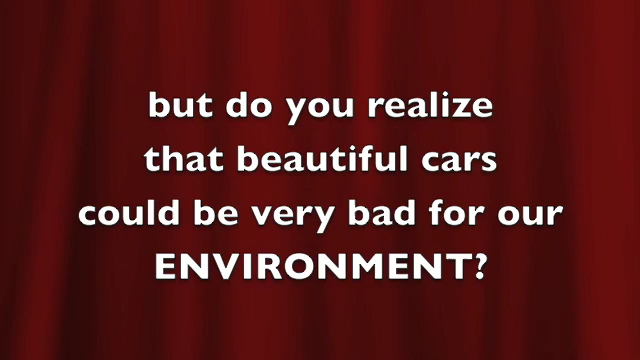 but do you realize
that beautiful cars
could be very bad for our
ENVIRONMENT?